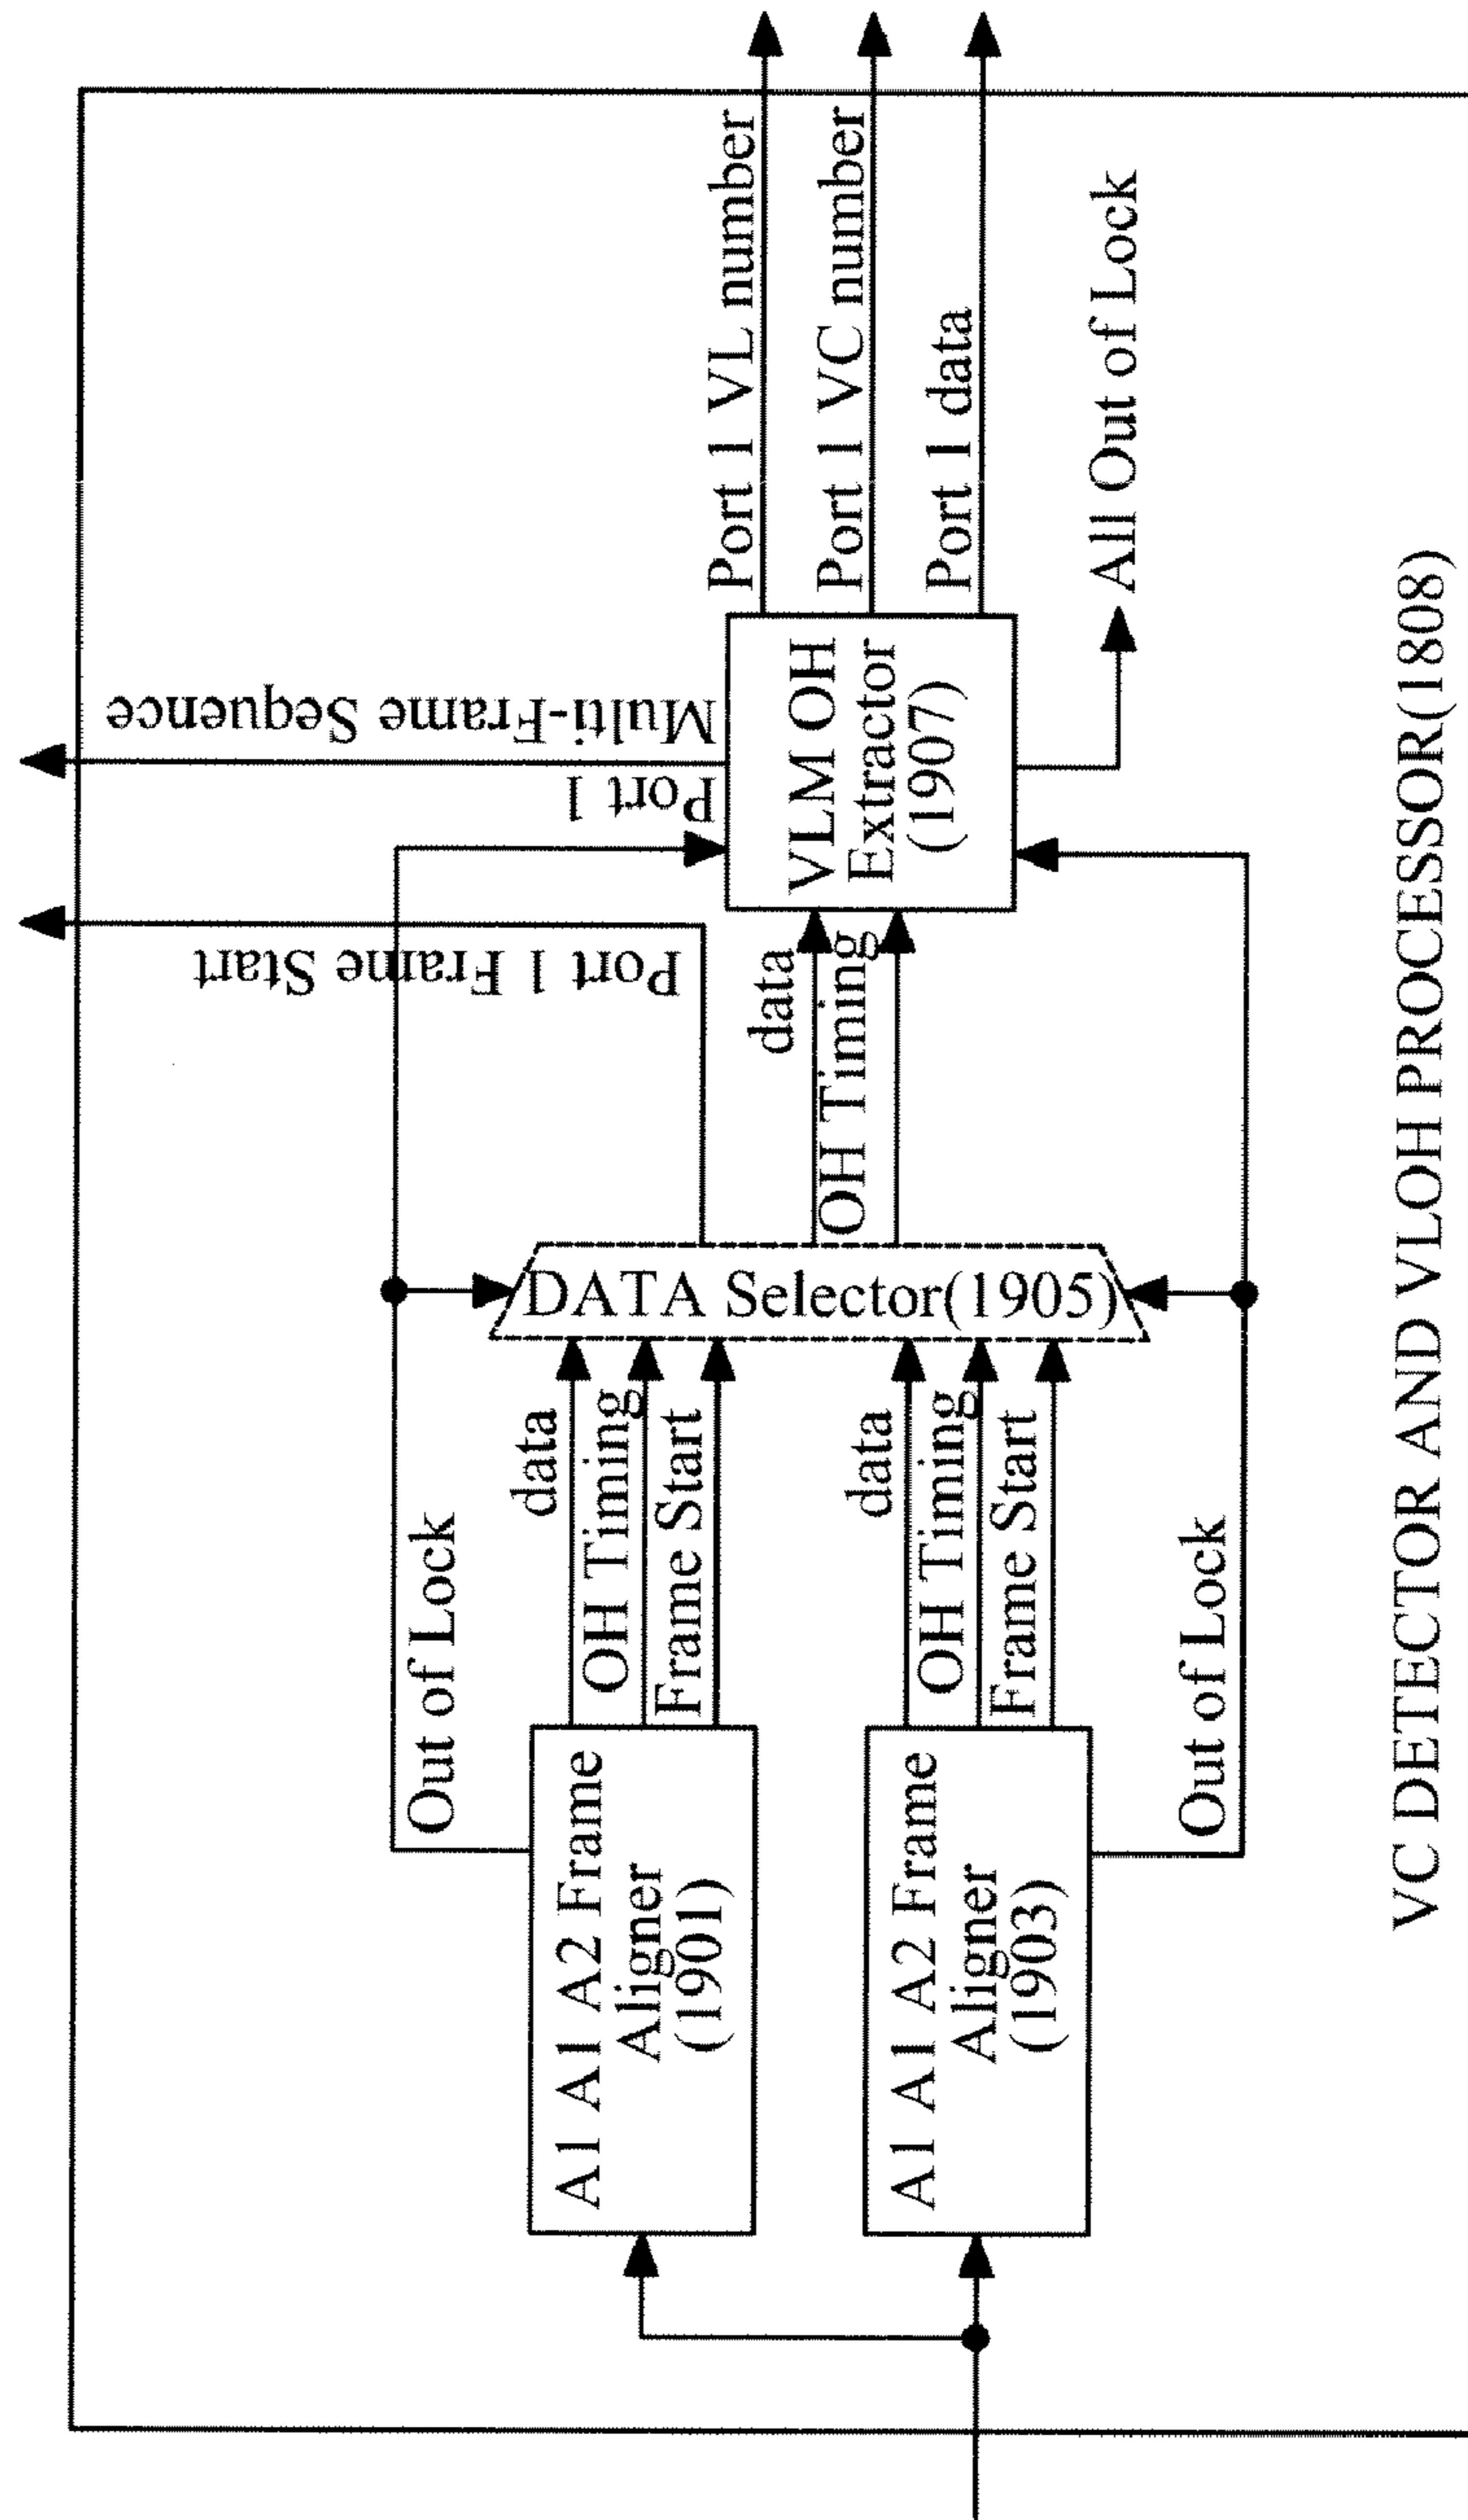 A1 A1 A2 Frame
Aligner
(1901)
Out of Lock
data
OH Timing
Frame Start
A1 A1 A2 Frame
Aligner
(1903)
Out of Lock
data
OH Timing
Frame Start
DATA Selector(1905)
Port 1 Frame Start
data
OH Timing
Port 1
Multi-Frame Sequence
VLM OH
Extractor
(1907)
Port 1 VL number
Port 1 VC number
Port 1 data
All Out of Lock
VC DETECTOR AND VLOH PROCESSOR(1808)